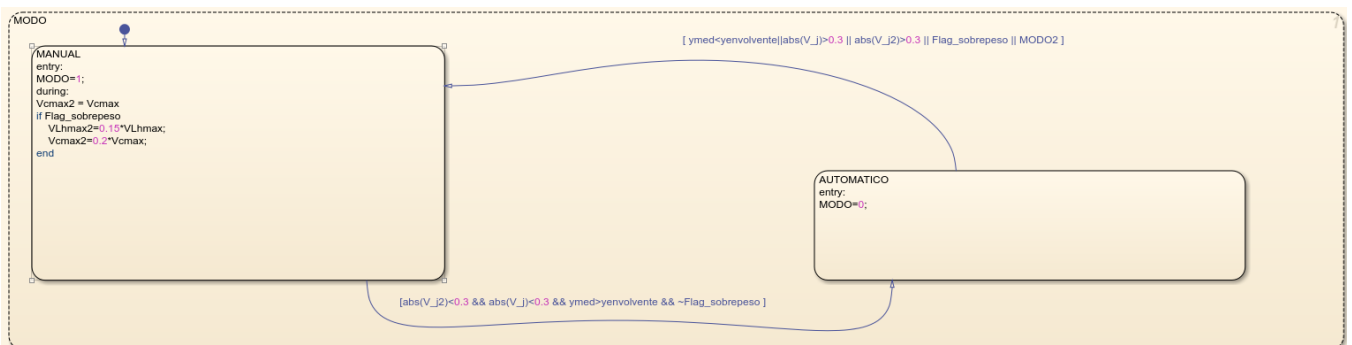 MODO
1
[ ymed<yenvolvente||abs(V_j)>0.3 || abs(V_j2)>0.3 || Flag_sobrepeso || MODO2 ]
MANUAL
entry:
MODO=1;
during:
Vcmax2 = Vcmax
if Flag_sobrepeso
VLhmax2=0.15*VLhmax;
Vcmax2=0.2*Vcmax;
end
AUTOMATICO
entry:
MODO=0;
[abs(V_j2)<0.3 && abs(V_j)<0.3 && ymed>yenvolvente && ~Flag_sobrepeso ]